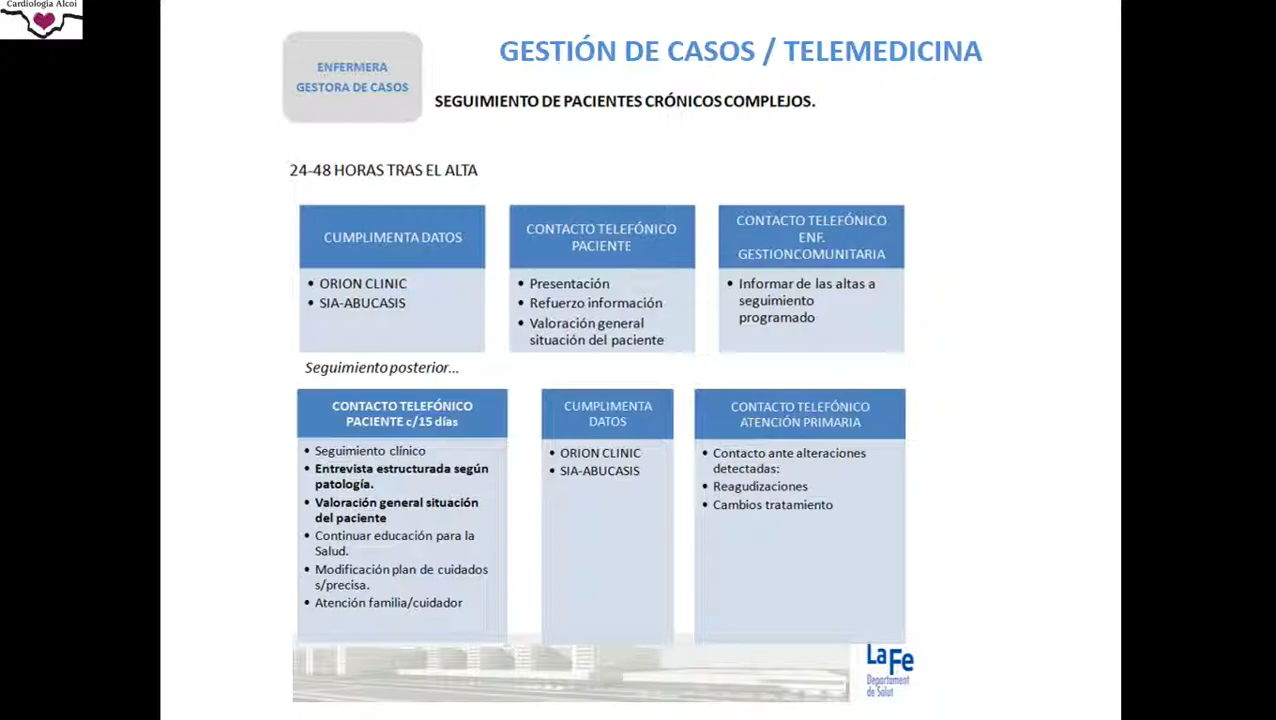 Cardiologia Alcoi
ENFERMERA
GESTORA DE CASOS
GESTIÓN DE CASOS / TELEMEDICINA
SEGUIMIENTO DE PACIENTES CRÓNICOS COMPLEJOS.
24-48 HORAS TRAS EL ALTA
CUMPLIMENTA DATOS
• ORION CLINIC
• SIA-ABUCASIS
CONTACTO TELEFÓNICO
PACIENTE
• Presentación
• Refuerzo información
• Valoración general
situación del paciente
CONTACTO TELEFÓNICO
ENF.
GESTIONCOMUNITARIA
• Informar de las altas a
seguimiento
programado
Seguimiento posterior...
CONTACTO TELEFÓNICO
PACIENTE c/15 días
• Seguimiento clínico
• Entrevista estructurada según
patología.
• Valoración general situación
del paciente
• Continuar educación para la
Salud.
• Modificación plan de cuidados
s/precisa.
• Atención familia/cuidador
CUMPLIMENTA
DATOS
• ORION CLINIC
• SIA-ABUCASIS
CONTACTO TELEFÓNICO
ATENCIÓN PRIMARIA
• Contacto ante alteraciones
detectadas:
• Reagudizaciones
• Cambios tratamiento
La Fe
Departament
de Salut